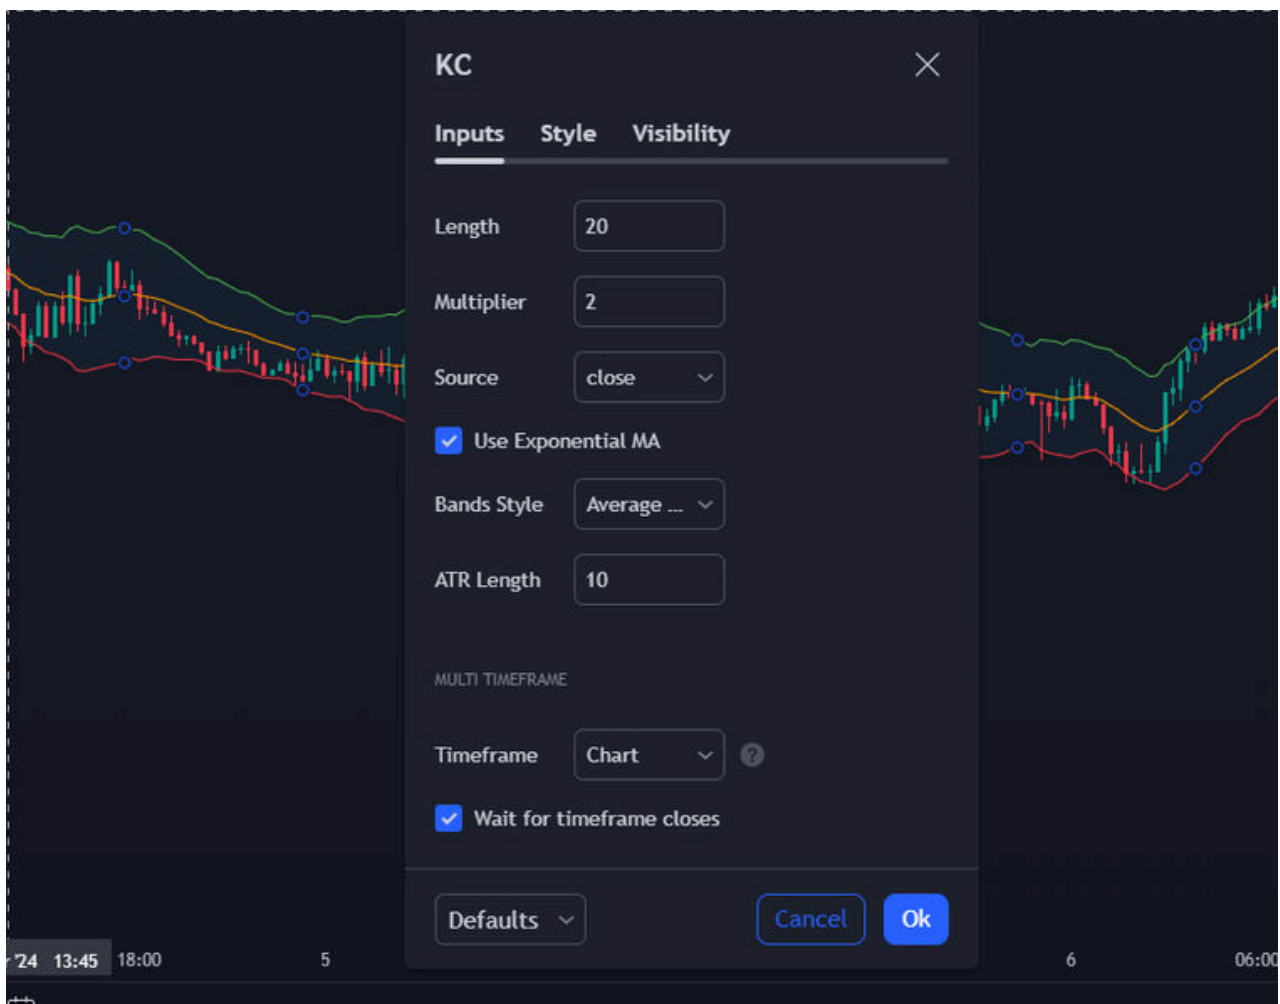 KC
Inputs Style Visibility
Length 20
Multiplier 2
Source close
Use Exponential MA
Bands Style Average ...
ATR Length 10
MULTI TIMEFRAME
Timeframe Chart ?
Wait for timeframe closes
Defaults Cancel Ok
'24 13:45 18:00 5 6 06:00